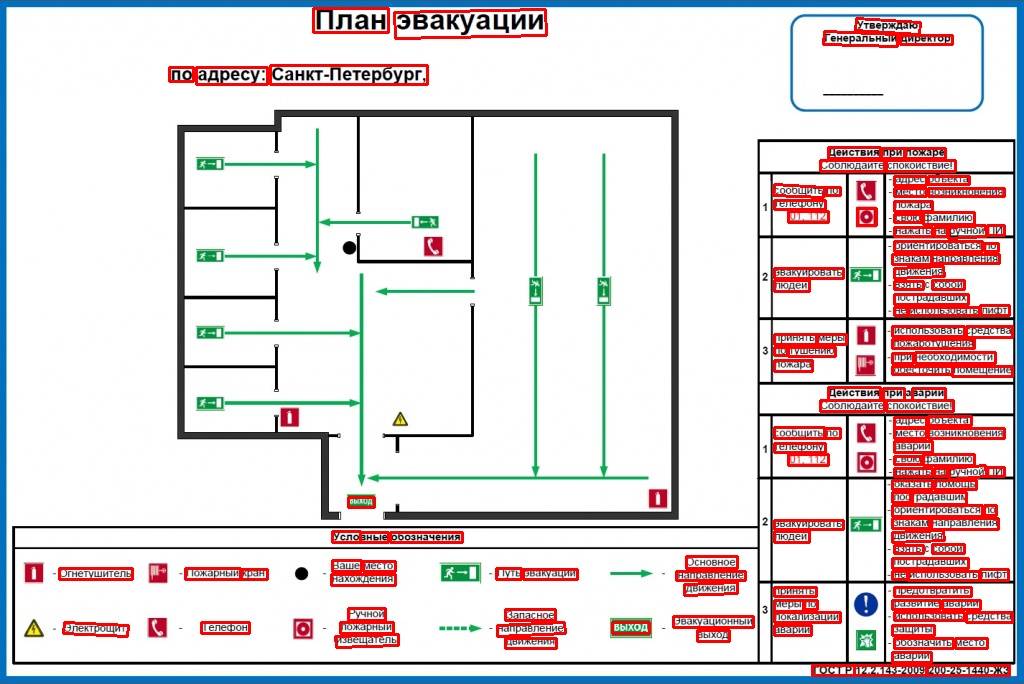 План эвакуации
Утверждаю
Генеральный директор
по адресу: Санкт-Петербург,
Действия при пожаре
Соблюдайте спокойствие!
1
сообщить по
телефону
01, 112
- адрес объекта
- место возникновения
пожара
- свою фамилию
- нажать на ручной ПИ
2
эвакуировать
людей
- ориентироваться по
знакам направления
движения
- взять с собой
пострадавших
- не использовать лифт
3
принять меры
по тушению
пожара
- использовать средства
пожаротушения
- при необходимости
обесточить помещение
Действия при аварии
Соблюдайте спокойствие!
1
сообщить по
телефону
01, 112
- адрес объекта
- место возникновения
аварии
- свою фамилию
- нажать на ручной ПИ
2
эвакуировать
людей
- оказать помощь
пострадавшим
- ориентироваться по
знакам направления
движения
- взять с собой
пострадавших
- не использовать лифт
3
принять
меры по
локализации
аварии
- предотвратить
развитие аварии
- использовать средства
защиты
- обозначить место
аварии
ВЫХОД
Условные обозначения
- Огнетушитель
- Пожарный кран
- Ваше место
нахождения
- Путь эвакуации
- Основное
направление
движения
- Электрощит
- Телефон
- Ручной
пожарный
извещатель
- Запасное
направление
движения
ВЫХОД
- Эвакуационный
выход
ГОСТ Р 12.2.143-2009 200-25-1440-ЖЗ